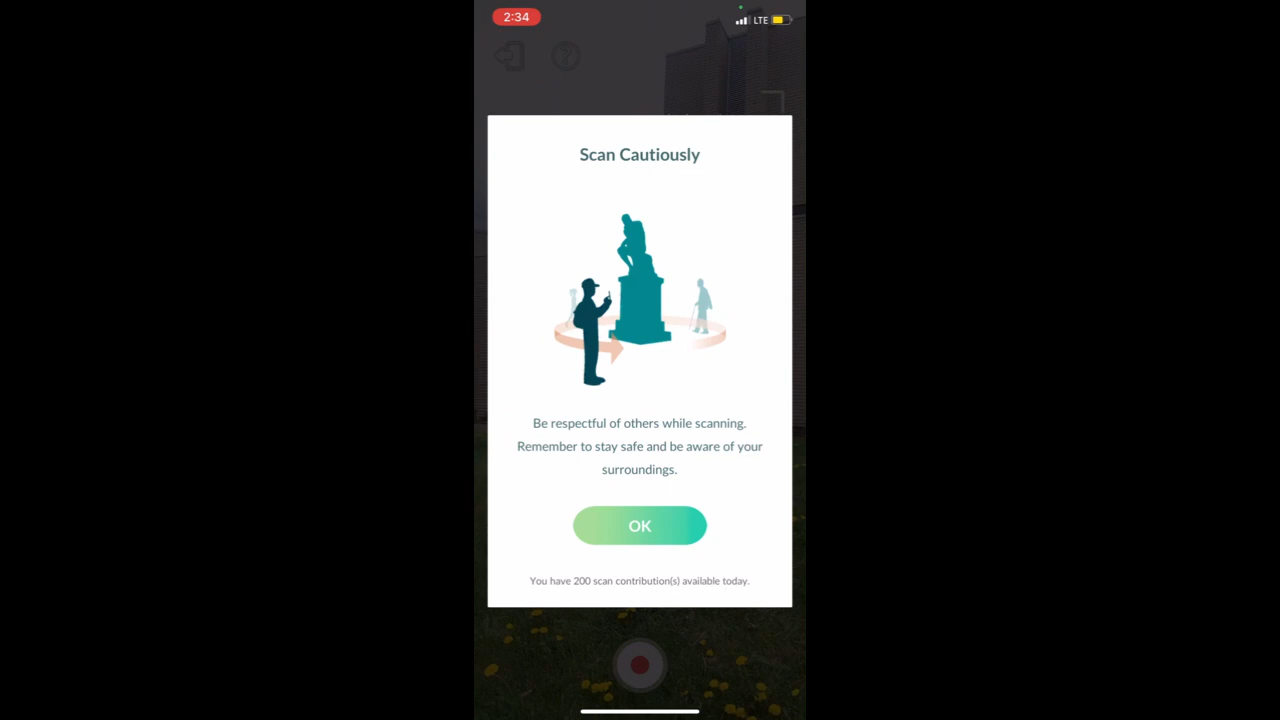 2:34
LTE
?
Scan Cautiously
Be respectful of others while scanning.
Remember to stay safe and be aware of your
surroundings.
OK
You have 200 scan contribution(s) available today.